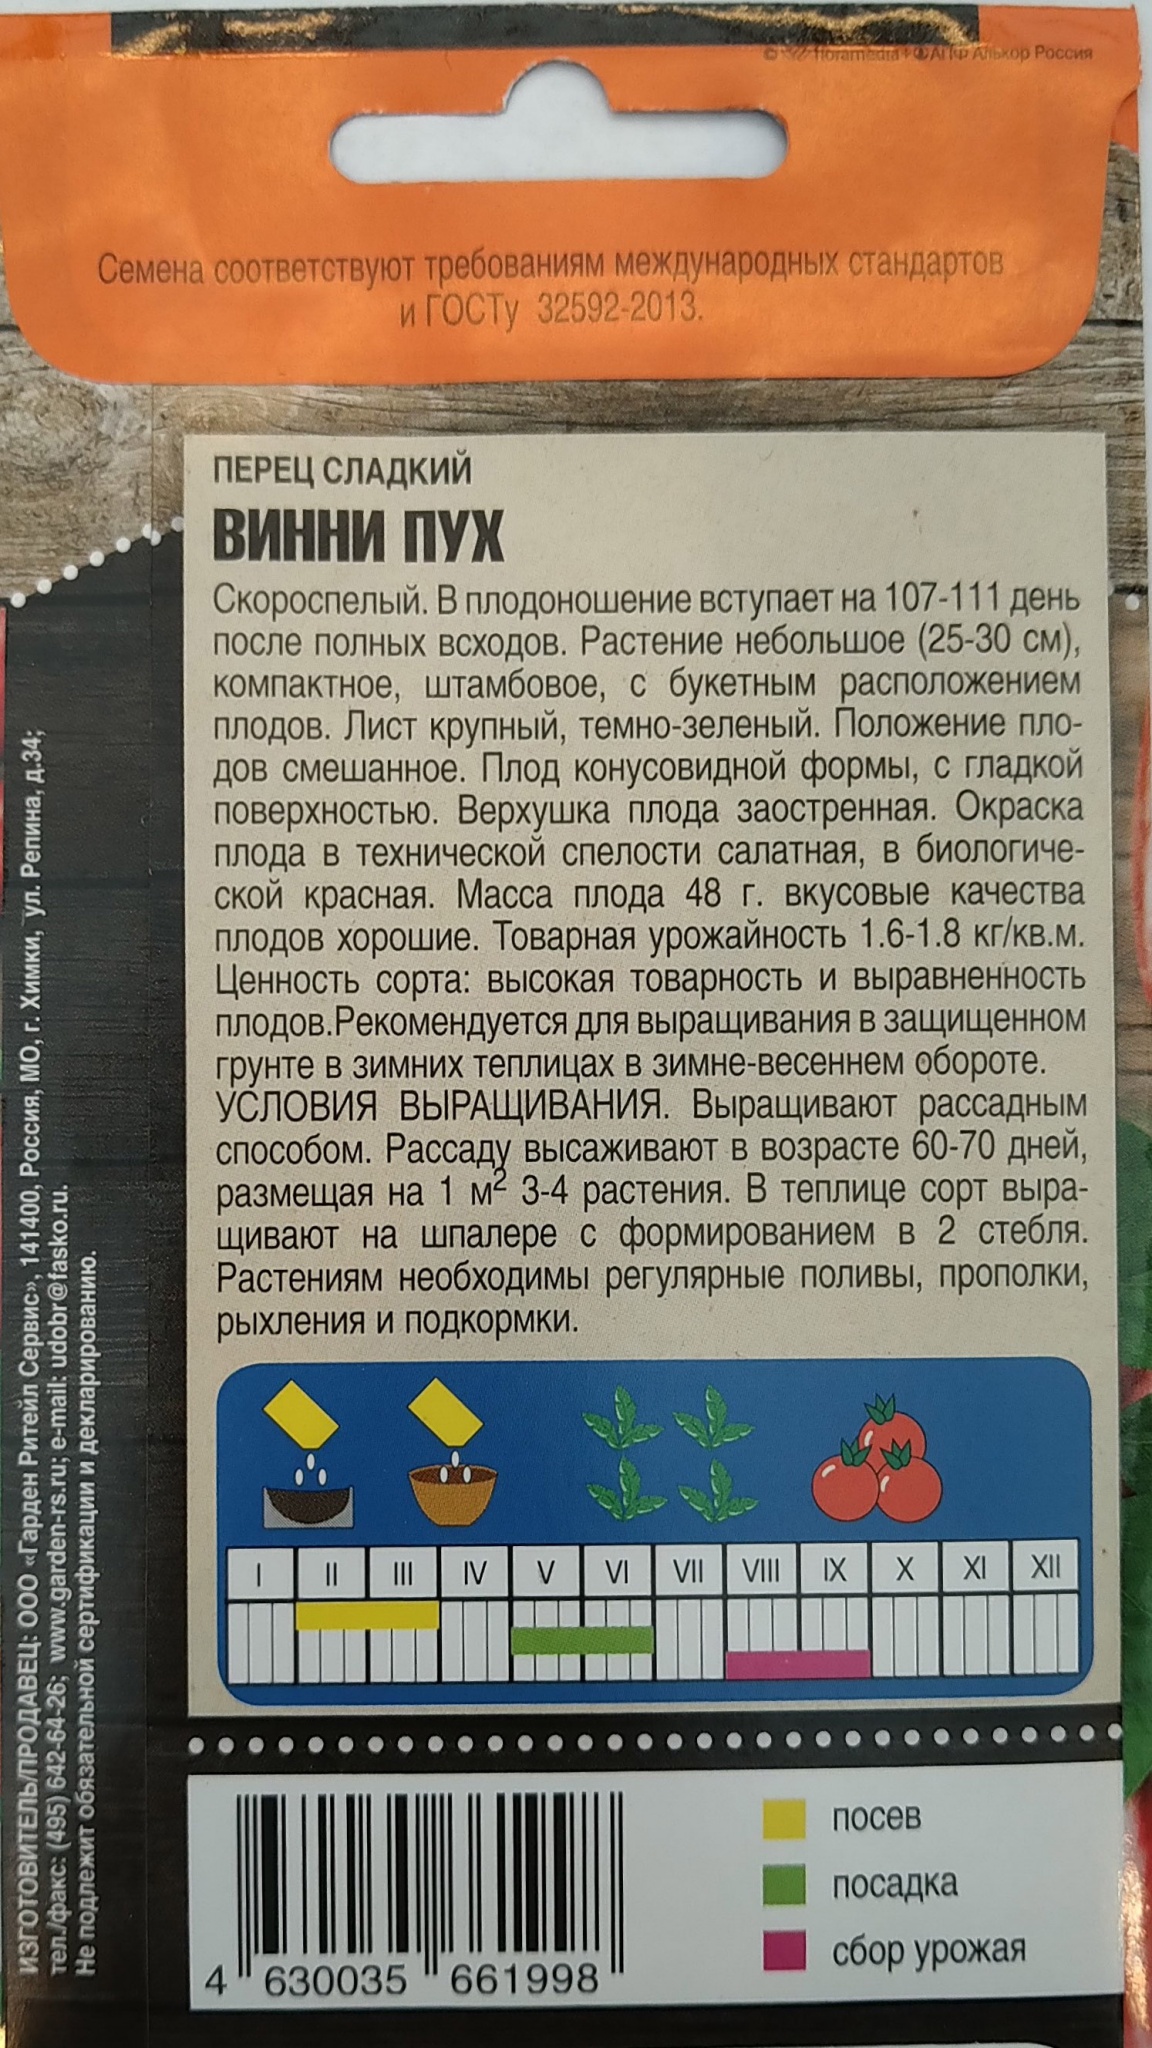 © floramedia + АГФ Алькор Россия
Семена соответствуют требованиям международных стандартов
и ГОСТу 32592-2013.
ПЕРЕЦ СЛАДКИЙ
ВИННИ ПУХ
Скороспелый. В плодоношение вступает на 107-111 день
после полных всходов. Растение небольшое (25-30 см),
компактное, штамбовое, с букетным расположением
плодов. Лист крупный, темно-зеленый. Положение пло-
дов смешанное. Плод конусовидной формы, с гладкой
поверхностью. Верхушка плода заостренная. Окраска
плода в технической спелости салатная, в биологиче-
ской красная. Масса плода 48 г. вкусовые качества
плодов хорошие. Товарная урожайность 1.6-1.8 кг/кв.м.
Ценность сорта: высокая товарность и выравненность
плодов.Рекомендуется для выращивания в защищенном
грунте в зимних теплицах в зимне-весеннем обороте.
УСЛОВИЯ ВЫРАЩИВАНИЯ. Выращивают рассадным
способом. Рассаду высаживают в возрасте 60-70 дней,
размещая на 1 м² 3-4 растения. В теплице сорт выра-
щивают на шпалере с формированием в 2 стебля.
Растениям необходимы регулярные поливы, прополки,
рыхления и подкормки.
I II III IV V VI VII VIII IX X XI XII
посев
посадка
сбор урожая
4 630035 661998
ИЗГОТОВИТЕЛЬ/ПРОДАВЕЦ: ООО «Гарден Ритейл Сервис», 141400, Россия, МО, г. Химки, ул. Репина, д.34;
тел./факс: (495) 642-64-26; www.garden-rs.ru; e-mail: udobr@fasko.ru.
Не подлежит обязательной сертификации и декларированию.